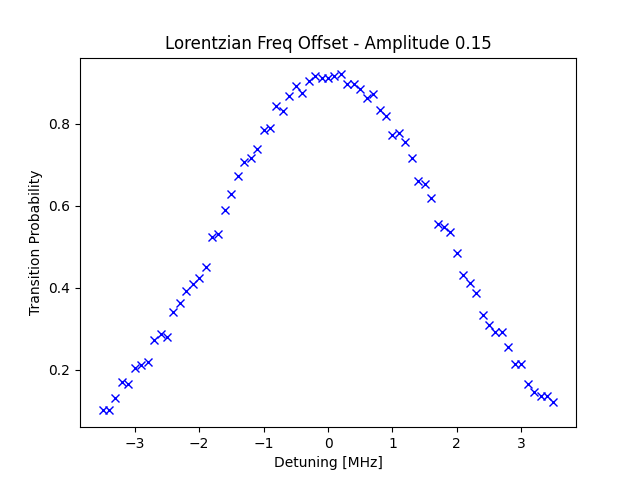 Lorentzian Freq Offset - Amplitude 0.15
Transition Probability
0.8
0.6
0.4
0.2
−3 −2 −1 0 1 2 3
Detuning [MHz]